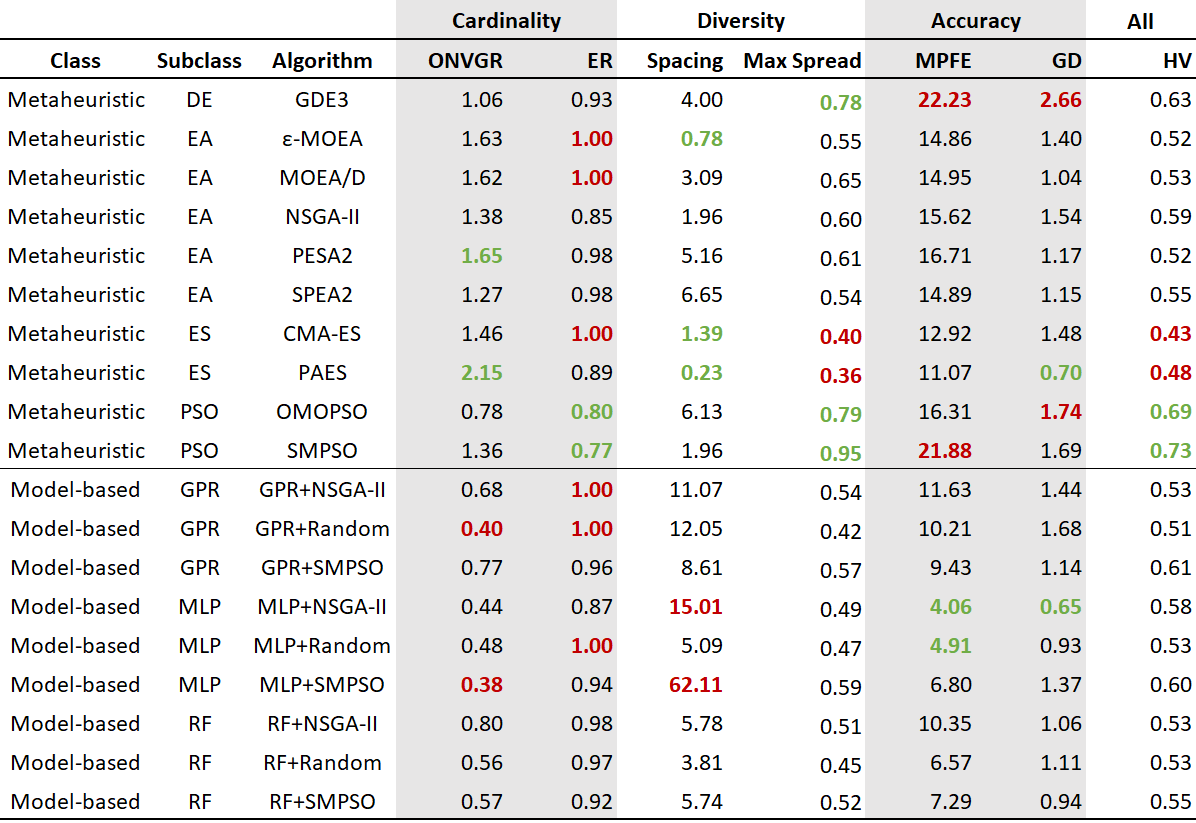 Cardinality Diversity Accuracy All
Class Subclass Algorithm ONVGR ER Spacing Max Spread MPFE GD HV
Metaheuristic DE GDE3 1.06 0.93 4.00 0.78 22.23 2.66 0.63
Metaheuristic EA ε-MOEA 1.63 1.00 0.78 0.55 14.86 1.40 0.52
Metaheuristic EA MOEA/D 1.62 1.00 3.09 0.65 14.95 1.04 0.53
Metaheuristic EA NSGA-II 1.38 0.85 1.96 0.60 15.62 1.54 0.59
Metaheuristic EA PESA2 1.65 0.98 5.16 0.61 16.71 1.17 0.52
Metaheuristic EA SPEA2 1.27 0.98 6.65 0.54 14.89 1.15 0.55
Metaheuristic ES CMA-ES 1.46 1.00 1.39 0.40 12.92 1.48 0.43
Metaheuristic ES PAES 2.15 0.89 0.23 0.36 11.07 0.70 0.48
Metaheuristic PSO OMOPSO 0.78 0.80 6.13 0.79 16.31 1.74 0.69
Metaheuristic PSO SMPSO 1.36 0.77 1.96 0.95 21.88 1.69 0.73
Model-based GPR GPR+NSGA-II 0.68 1.00 11.07 0.54 11.63 1.44 0.53
Model-based GPR GPR+Random 0.40 1.00 12.05 0.42 10.21 1.68 0.51
Model-based GPR GPR+SMPSO 0.77 0.96 8.61 0.57 9.43 1.14 0.61
Model-based MLP MLP+NSGA-II 0.44 0.87 15.01 0.49 4.06 0.65 0.58
Model-based MLP MLP+Random 0.48 1.00 5.09 0.47 4.91 0.93 0.53
Model-based MLP MLP+SMPSO 0.38 0.94 62.11 0.59 6.80 1.37 0.60
Model-based RF RF+NSGA-II 0.80 0.98 5.78 0.51 10.35 1.06 0.53
Model-based RF RF+Random 0.56 0.97 3.81 0.45 6.57 1.11 0.53
Model-based RF RF+SMPSO 0.57 0.92 5.74 0.52 7.29 0.94 0.55